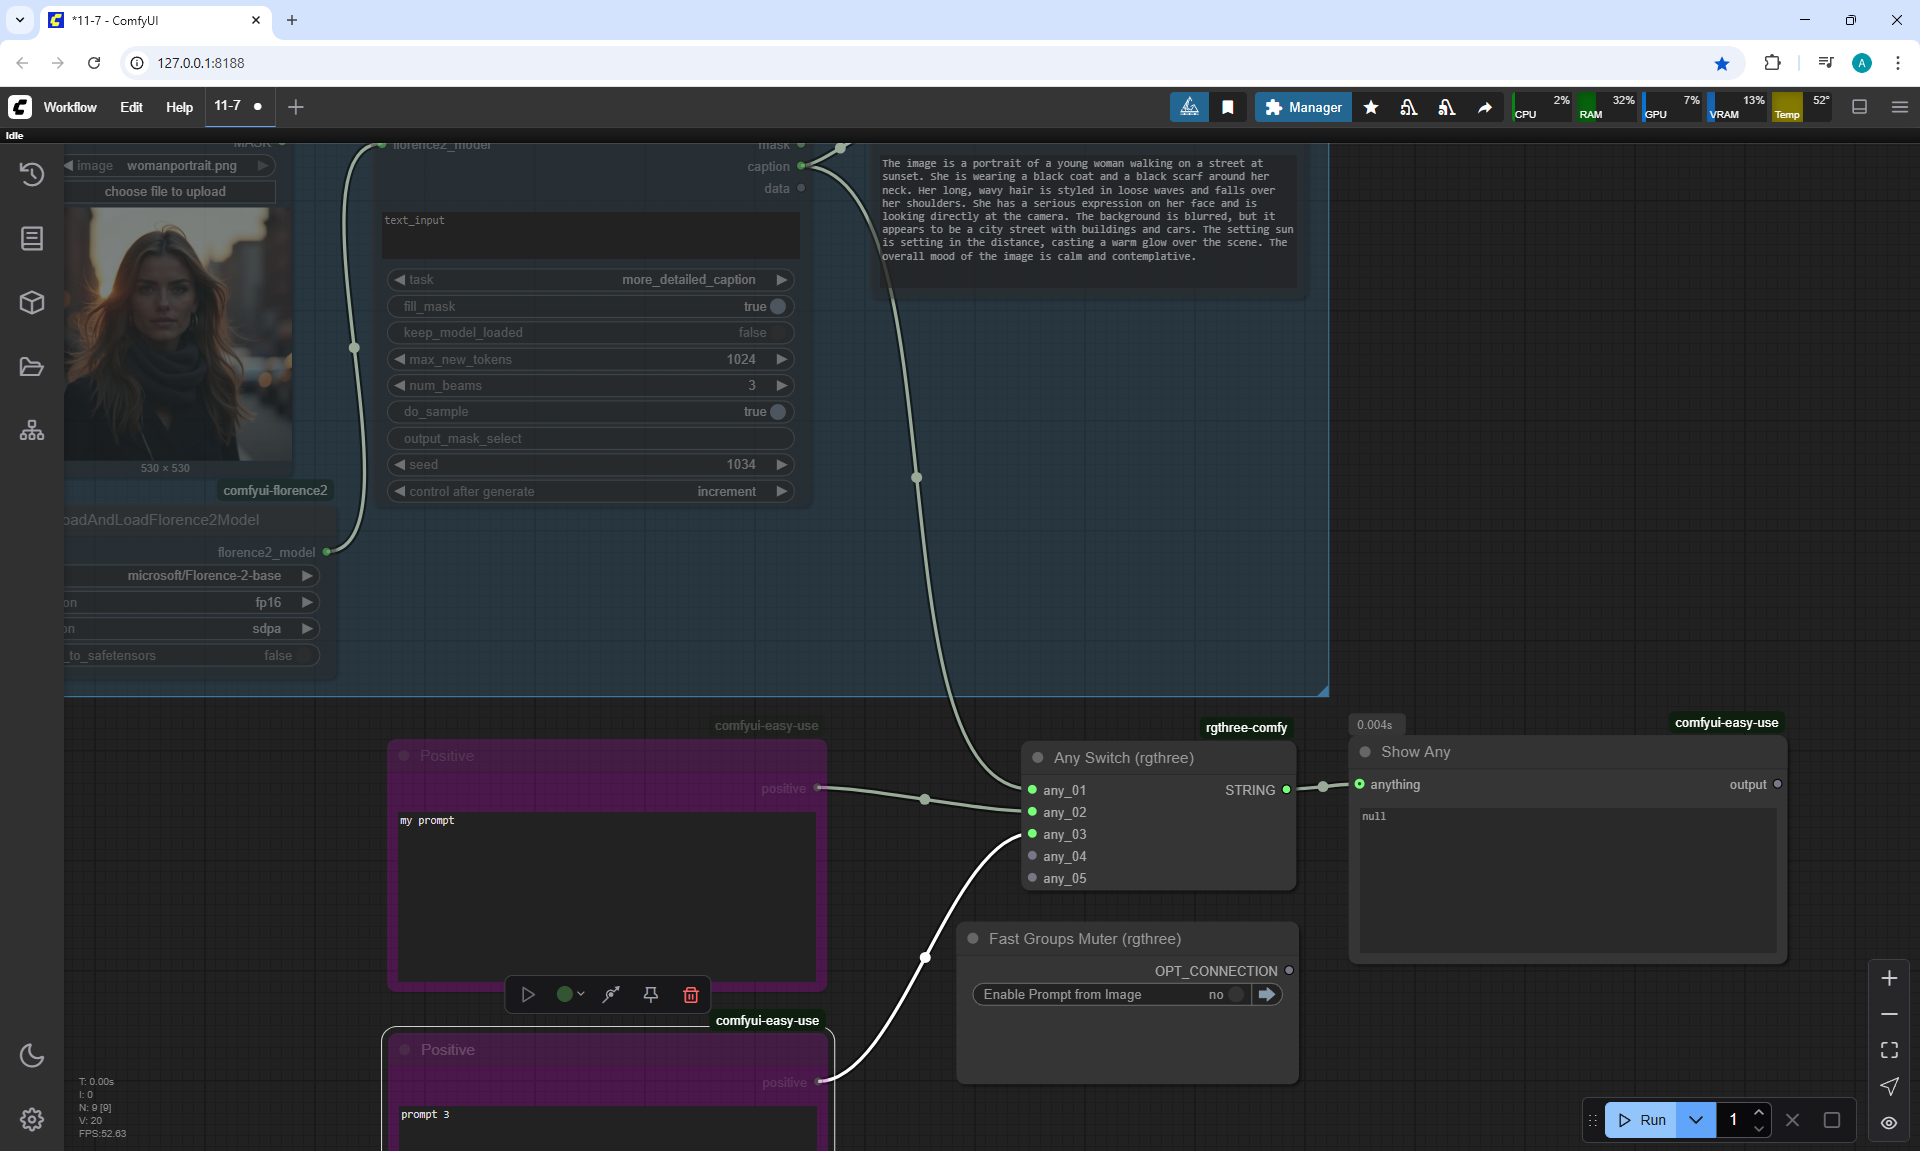 *11-7 - ComfyUI
127.0.0.1:8188
A
Workflow
Edit
Help
11-7
Manager
CPU
2%
RAM
32%
GPU
7%
VRAM
13%
Temp
52°
Idle
MASK
image
womanportrait.png
choose file to upload
530 × 530
comfyui-florence2
oadAndLoadFlorence2Model
florence2_model
microsoft/Florence-2-base
on
fp16
on
sdpa
_to_safetensors
false
florence2_model
mask
caption
data
text_input
task
more_detailed_caption
fill_mask
true
keep_model_loaded
false
max_new_tokens
1024
num_beams
3
do_sample
true
output_mask_select
seed
1034
control after generate
increment
The image is a portrait of a young woman walking on a street at
sunset. She is wearing a black coat and a black scarf around her
neck. Her long, wavy hair is styled in loose waves and falls over
her shoulders. She has a serious expression on her face and is
looking directly at the camera. The background is blurred, but it
appears to be a city street with buildings and cars. The setting sun
is setting in the distance, casting a warm glow over the scene. The
overall mood of the image is calm and contemplative.
comfyui-easy-use
Positive
positive
my prompt
comfyui-easy-use
Positive
positive
prompt 3
rgthree-comfy
Any Switch (rgthree)
any_01
STRING
any_02
any_03
any_04
any_05
Fast Groups Muter (rgthree)
OPT_CONNECTION
Enable Prompt from Image
no
0.004s
comfyui-easy-use
Show Any
anything
output
null
T: 0.00s
I: 0
N: 9 [9]
V: 20
FPS:52.63
Run
1